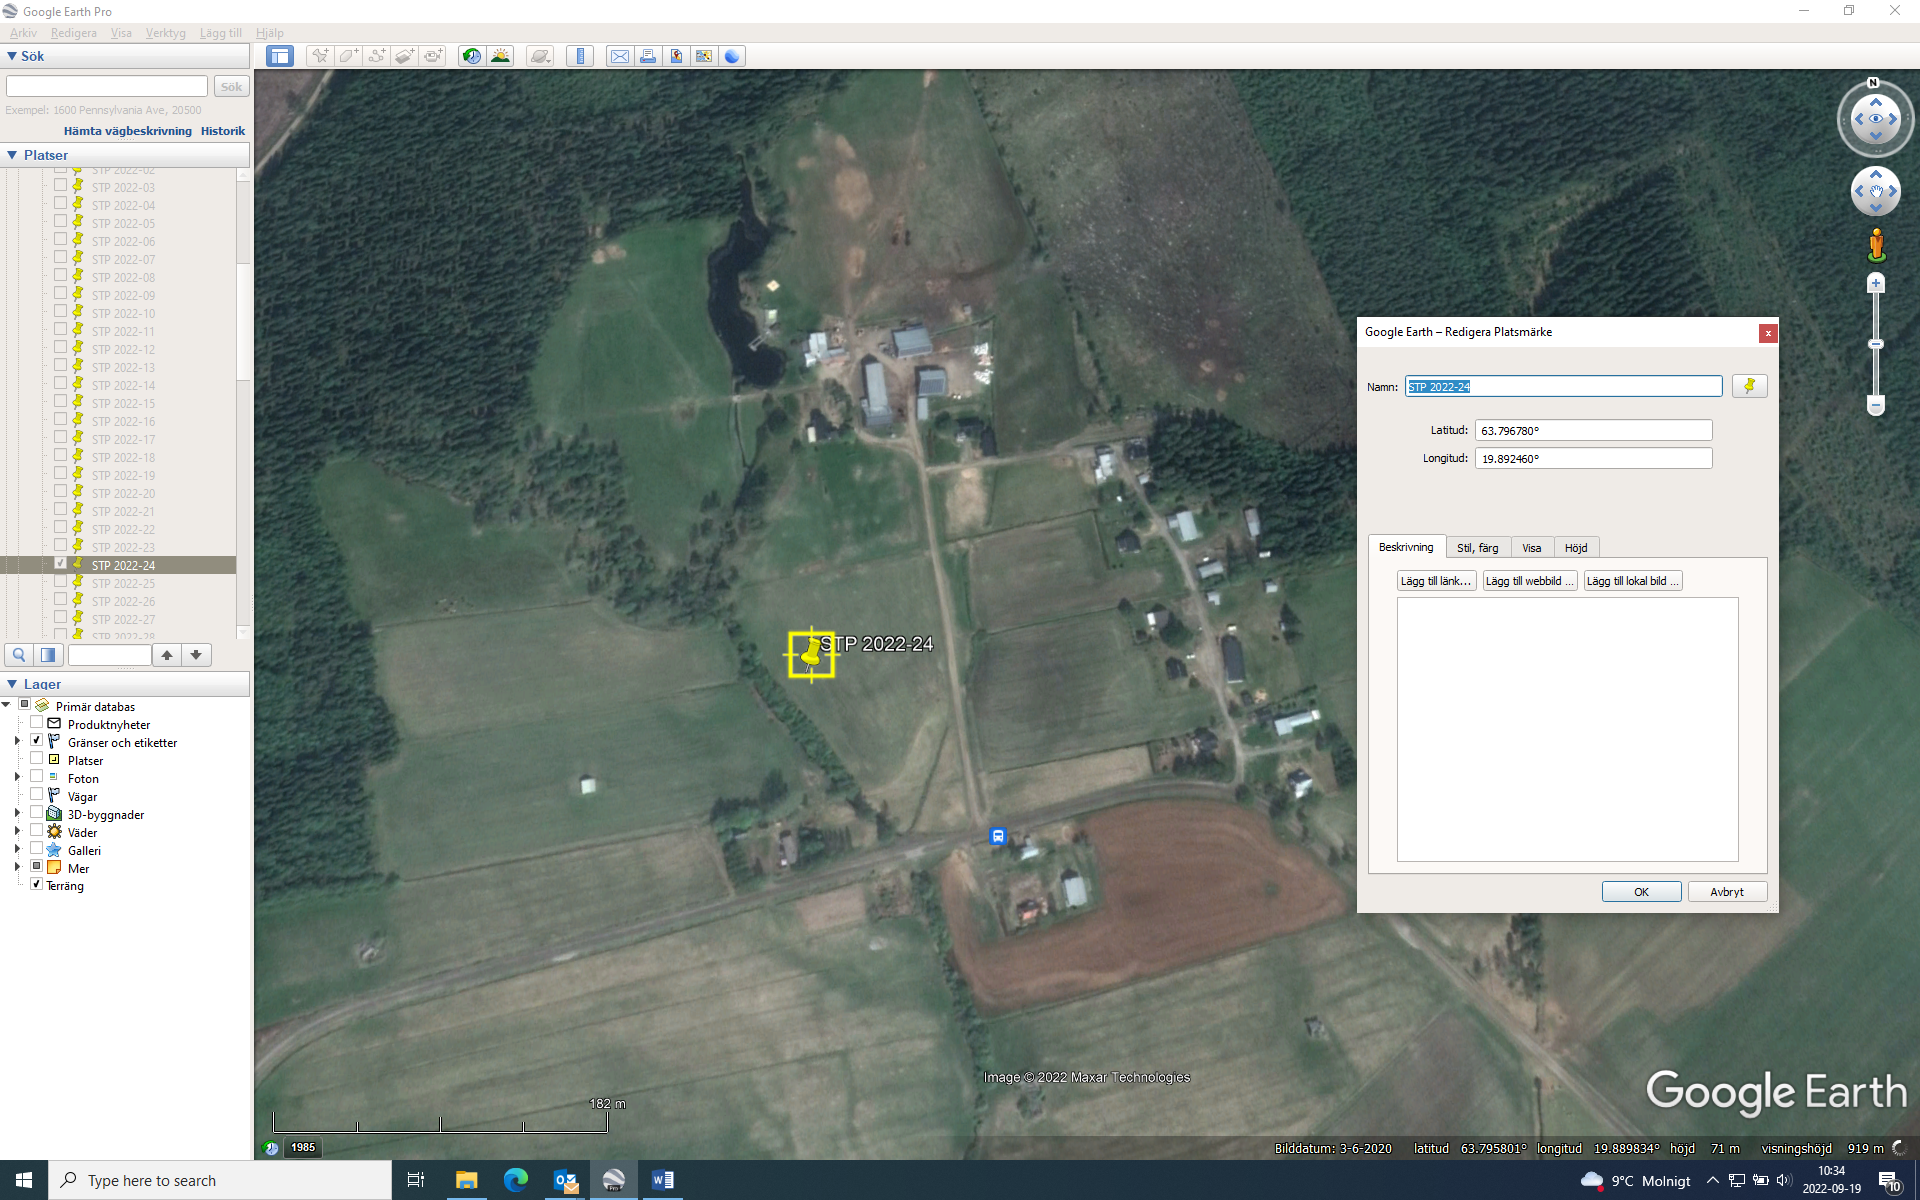 Google Earth Pro
Arkiv Redigera Visa Verktyg Lägg till Hjälp
Sök
Sök
Exempel: 1600 Pennsylvania Ave, 20500
Hämta vägbeskrivning Historik
Platser
STP 2022-02
STP 2022-03
STP 2022-04
STP 2022-05
STP 2022-06
STP 2022-07
STP 2022-08
STP 2022-09
STP 2022-10
STP 2022-11
STP 2022-12
STP 2022-13
STP 2022-14
STP 2022-15
STP 2022-16
STP 2022-17
STP 2022-18
STP 2022-19
STP 2022-20
STP 2022-21
STP 2022-22
STP 2022-23
STP 2022-24
STP 2022-25
STP 2022-26
STP 2022-27
STP 2022-28
Lager
Primär databas
Produktnyheter
Gränser och etiketter
Platser
Foton
Vägar
3D-byggnader
Väder
Galleri
Mer
Terräng
N
STP 2022-24
Google Earth – Redigera Platsmärke
x
Namn: STP 2022-24
Latitud: 63.796780°
Longitud: 19.892460°
Beskrivning Stil, färg Visa Höjd
Lägg till länk... Lägg till webbild ... Lägg till lokal bild ...
OK Avbryt
Image © 2022 Maxar Technologies
Google Earth
182 m
1985
Bilddatum: 3-6-2020 latitud 63.795801° longitud 19.889834° höjd 71 m visningshöjd 919 m
Type here to search
9°C Molnigt
10:34
2022-09-19
10